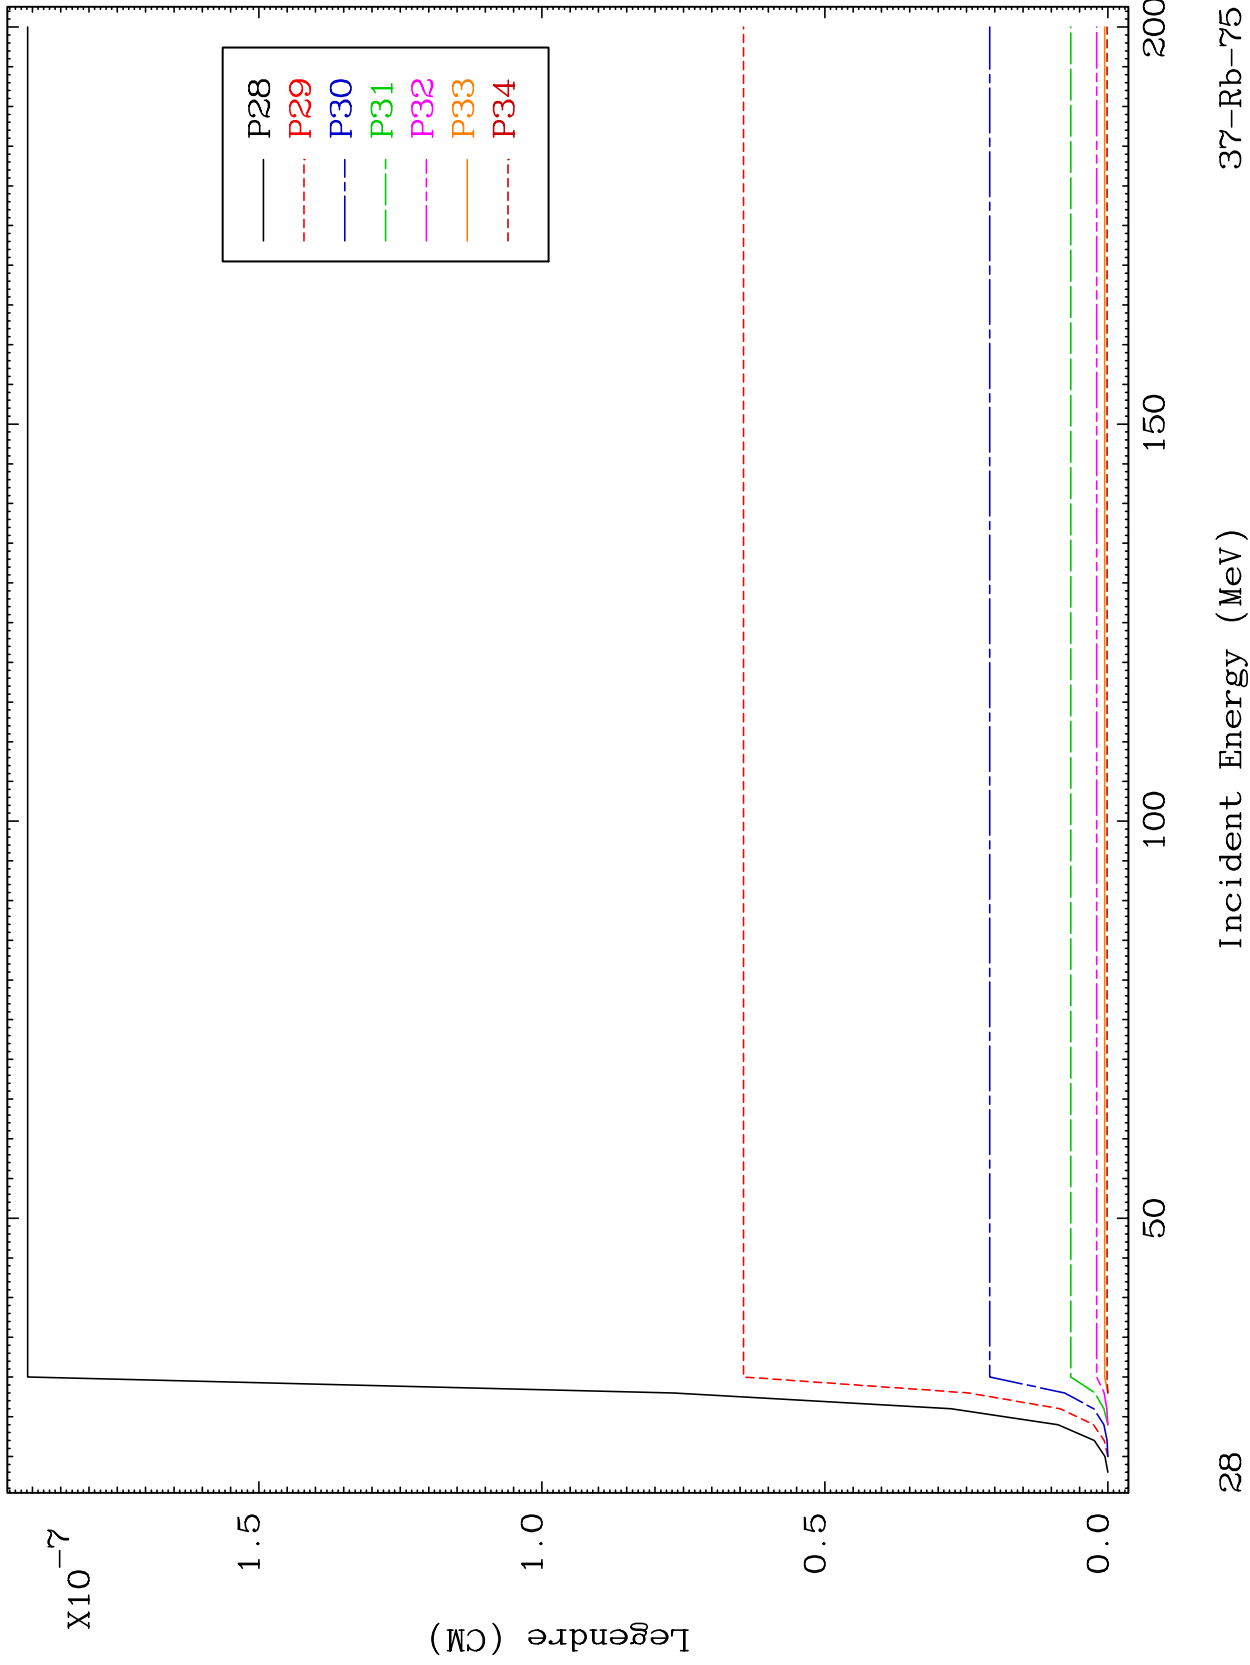 X10-7
Legendre (CM)
1.5
1.0
0.5
0.0
P28
P29
P30
P31
P32
P33
P34
50
100
150
200
28
Incident Energy (MeV)
37-Rb-75